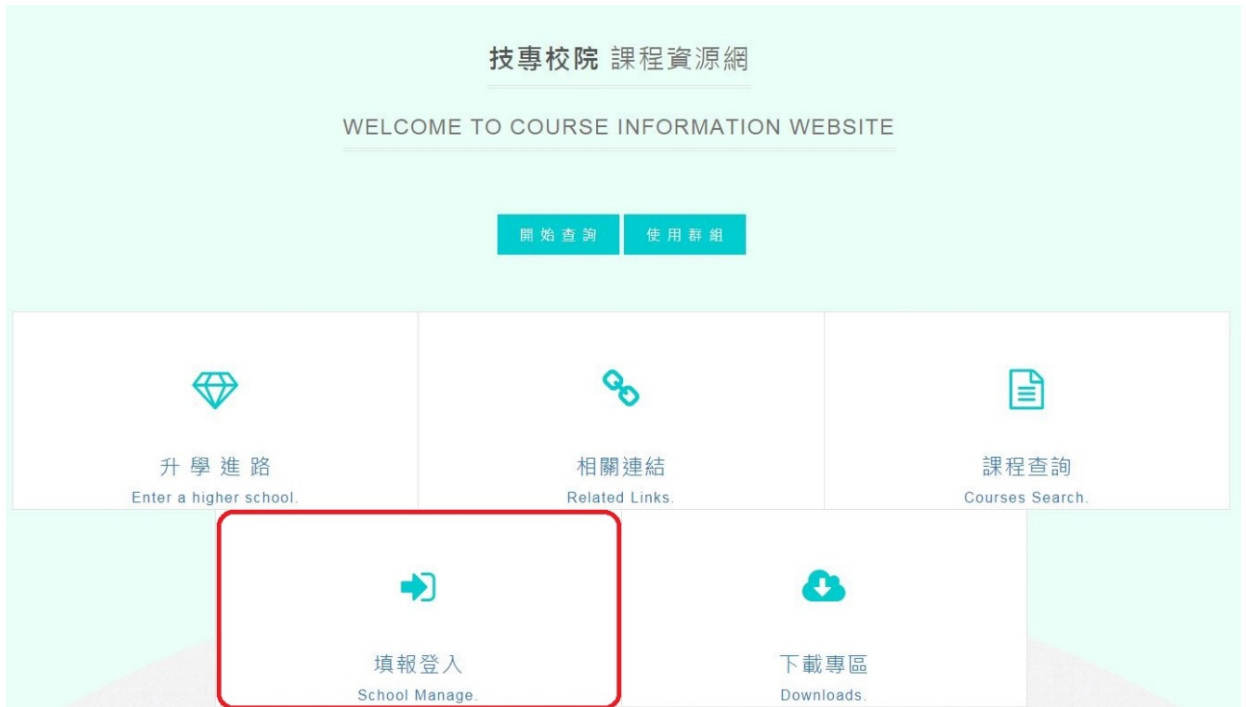 技專校院 課程資源網
WELCOME TO COURSE INFORMATION WEBSITE
開始查詢 使用群組
升學進路 相關連結 課程查詢
Enter a higher school. Related Links. Courses Search.
填報登入 下載專區
School Manage. Downloads.